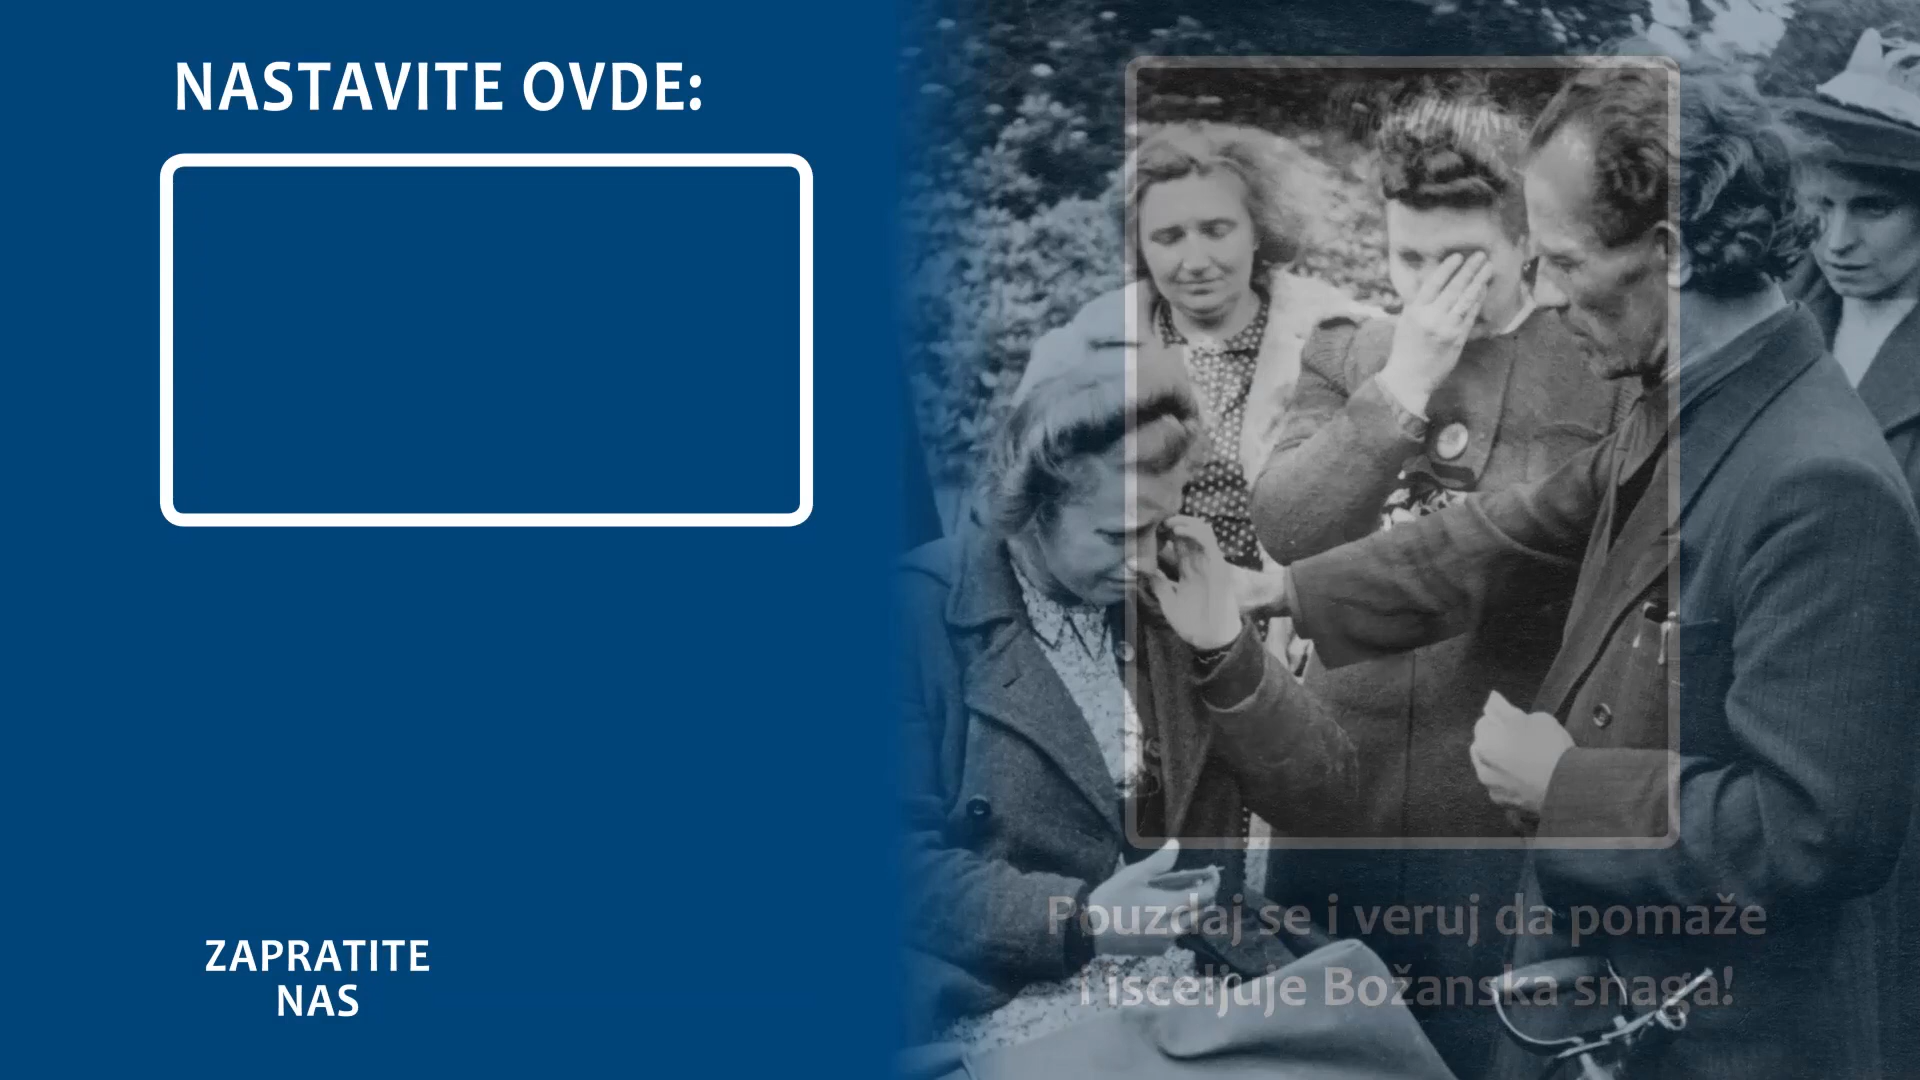 NASTAVITE OVDE:
ZAPRATITE
NAS
Pouzdaj se i veruj da pomaže
i isceljuje Božanska snaga!